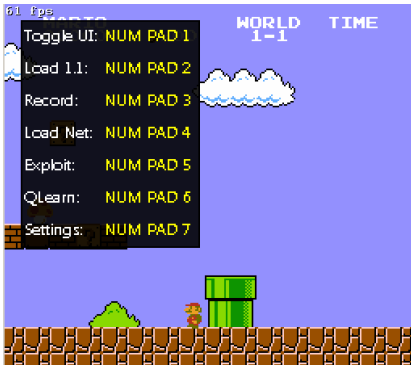 61 fps
MARIO WORLD TIME
1-1
Toggle UI: NUM PAD 1
Load 1.1: NUM PAD 2
Record: NUM PAD 3
Load Net: NUM PAD 4
Exploit: NUM PAD 5
QLearn: NUM PAD 6
Settings: NUM PAD 7
?